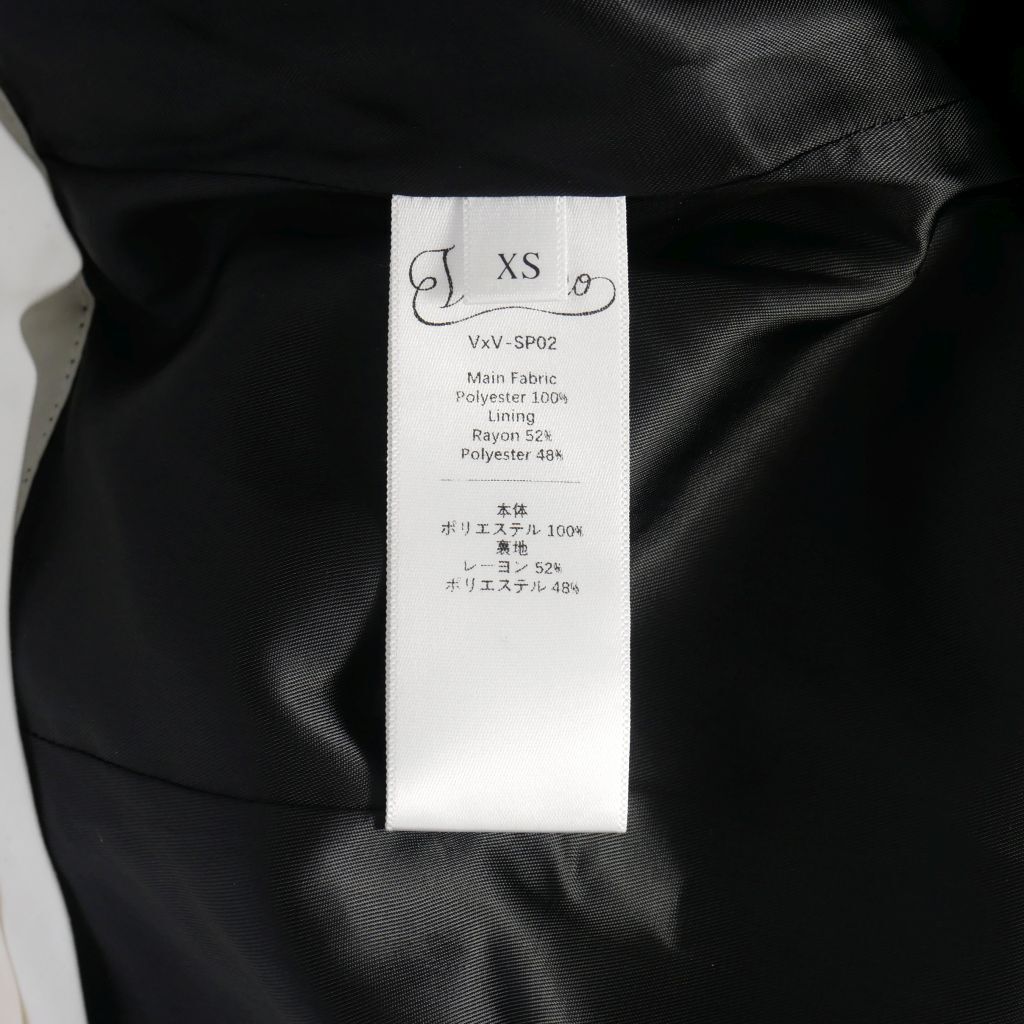 XS
VxV-SP02
Main Fabric
Polyester 100%
Lining
Rayon 52%
Polyester 48%
本体
ポリエステル 100%
裏地
レーヨン 52%
ポリエステル 48%